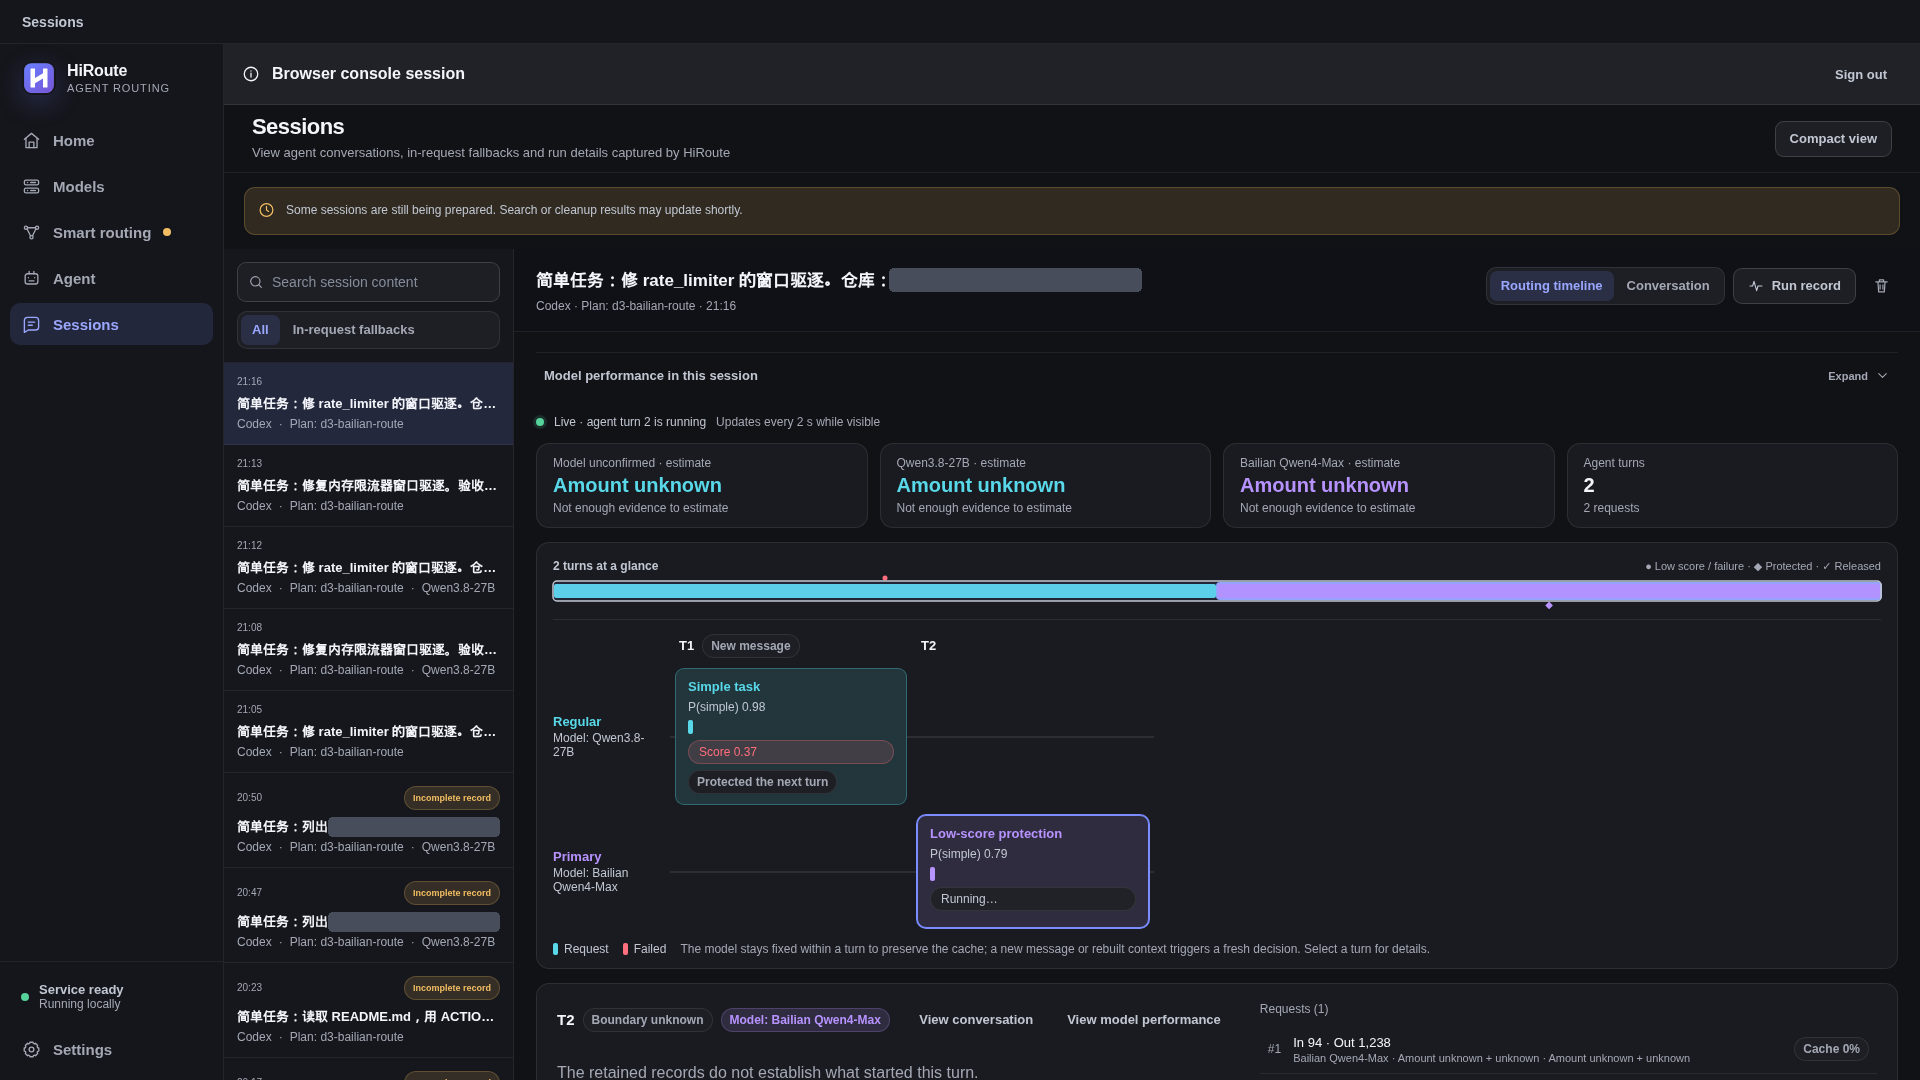 Sessions
HiRoute
AGENT ROUTING
Home
Models
Smart routing
Agent
Sessions
Service ready
Running locally
Settings
Browser console session
Sign out
Sessions
View agent conversations, in-request fallbacks and run details captured by HiRoute
Compact view
Some sessions are still being prepared. Search or cleanup results may update shortly.
Search session content
All
In-request fallbacks
21:16
简单任务：修 rate_limiter 的窗口驱逐。仓…
Codex · Plan: d3-bailian-route
21:13
简单任务：修复内存限流器窗口驱逐。验收…
Codex · Plan: d3-bailian-route
21:12
简单任务：修 rate_limiter 的窗口驱逐。仓…
Codex · Plan: d3-bailian-route · Qwen3.8-27B
21:08
简单任务：修复内存限流器窗口驱逐。验收…
Codex · Plan: d3-bailian-route · Qwen3.8-27B
21:05
简单任务：修 rate_limiter 的窗口驱逐。仓…
Codex · Plan: d3-bailian-route
20:50
Incomplete record
简单任务：列出
Codex · Plan: d3-bailian-route · Qwen3.8-27B
20:47
Incomplete record
简单任务：列出
Codex · Plan: d3-bailian-route · Qwen3.8-27B
20:23
Incomplete record
简单任务：读取 README.md，用 ACTIO…
Codex · Plan: d3-bailian-route
简单任务：修 rate_limiter 的窗口驱逐。仓库：
Codex · Plan: d3-bailian-route · 21:16
Routing timeline
Conversation
Run record
Model performance in this session
Expand
Live · agent turn 2 is running Updates every 2 s while visible
Model unconfirmed · estimate
Amount unknown
Not enough evidence to estimate
Qwen3.8-27B · estimate
Amount unknown
Not enough evidence to estimate
Bailian Qwen4-Max · estimate
Amount unknown
Not enough evidence to estimate
Agent turns
2
2 requests
2 turns at a glance
● Low score / failure · ◆ Protected · ✓ Released
T1
New message
T2
Regular
Model: Qwen3.8-
27B
Simple task
P(simple) 0.98
Score 0.37
Protected the next turn
Primary
Model: Bailian
Qwen4-Max
Low-score protection
P(simple) 0.79
Running…
Request
Failed
The model stays fixed within a turn to preserve the cache; a new message or rebuilt context triggers a fresh decision. Select a turn for details.
T2
Boundary unknown
Model: Bailian Qwen4-Max
View conversation
View model performance
The retained records do not establish what started this turn.
Requests (1)
#1
In 94 · Out 1,238
Bailian Qwen4-Max · Amount unknown + unknown · Amount unknown + unknown
Cache 0%